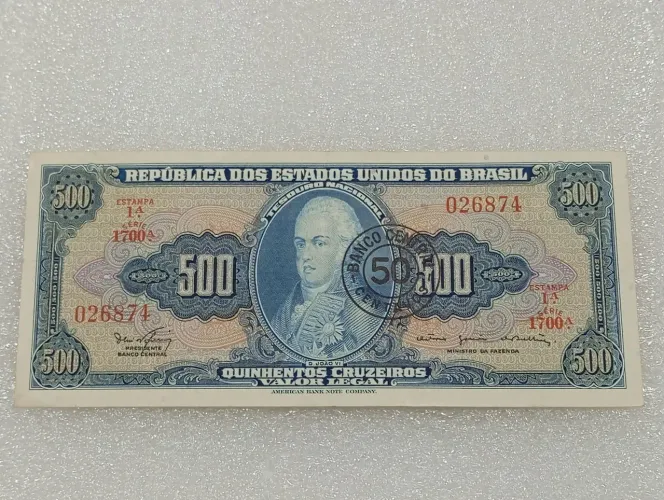 REPÚBLICA DOS ESTADOS UNIDOS DO BRASIL
TESOURO NACIONAL
500
500
ESTAMPA
1ᴬ
SÉRIE
1700ᴬ
026874
500
500
BANCO CENTRAL
50
CENTAVOS
026874
ESTAMPA
1ᴬ
SÉRIE
1700ᴬ
PRESIDENTE
BANCO CENTRAL
D. JOÃO VI
MINISTRO DA FAZENDA
500
500
QUINHENTOS CRUZEIROS
VALOR LEGAL
AMERICAN BANK NOTE COMPANY.